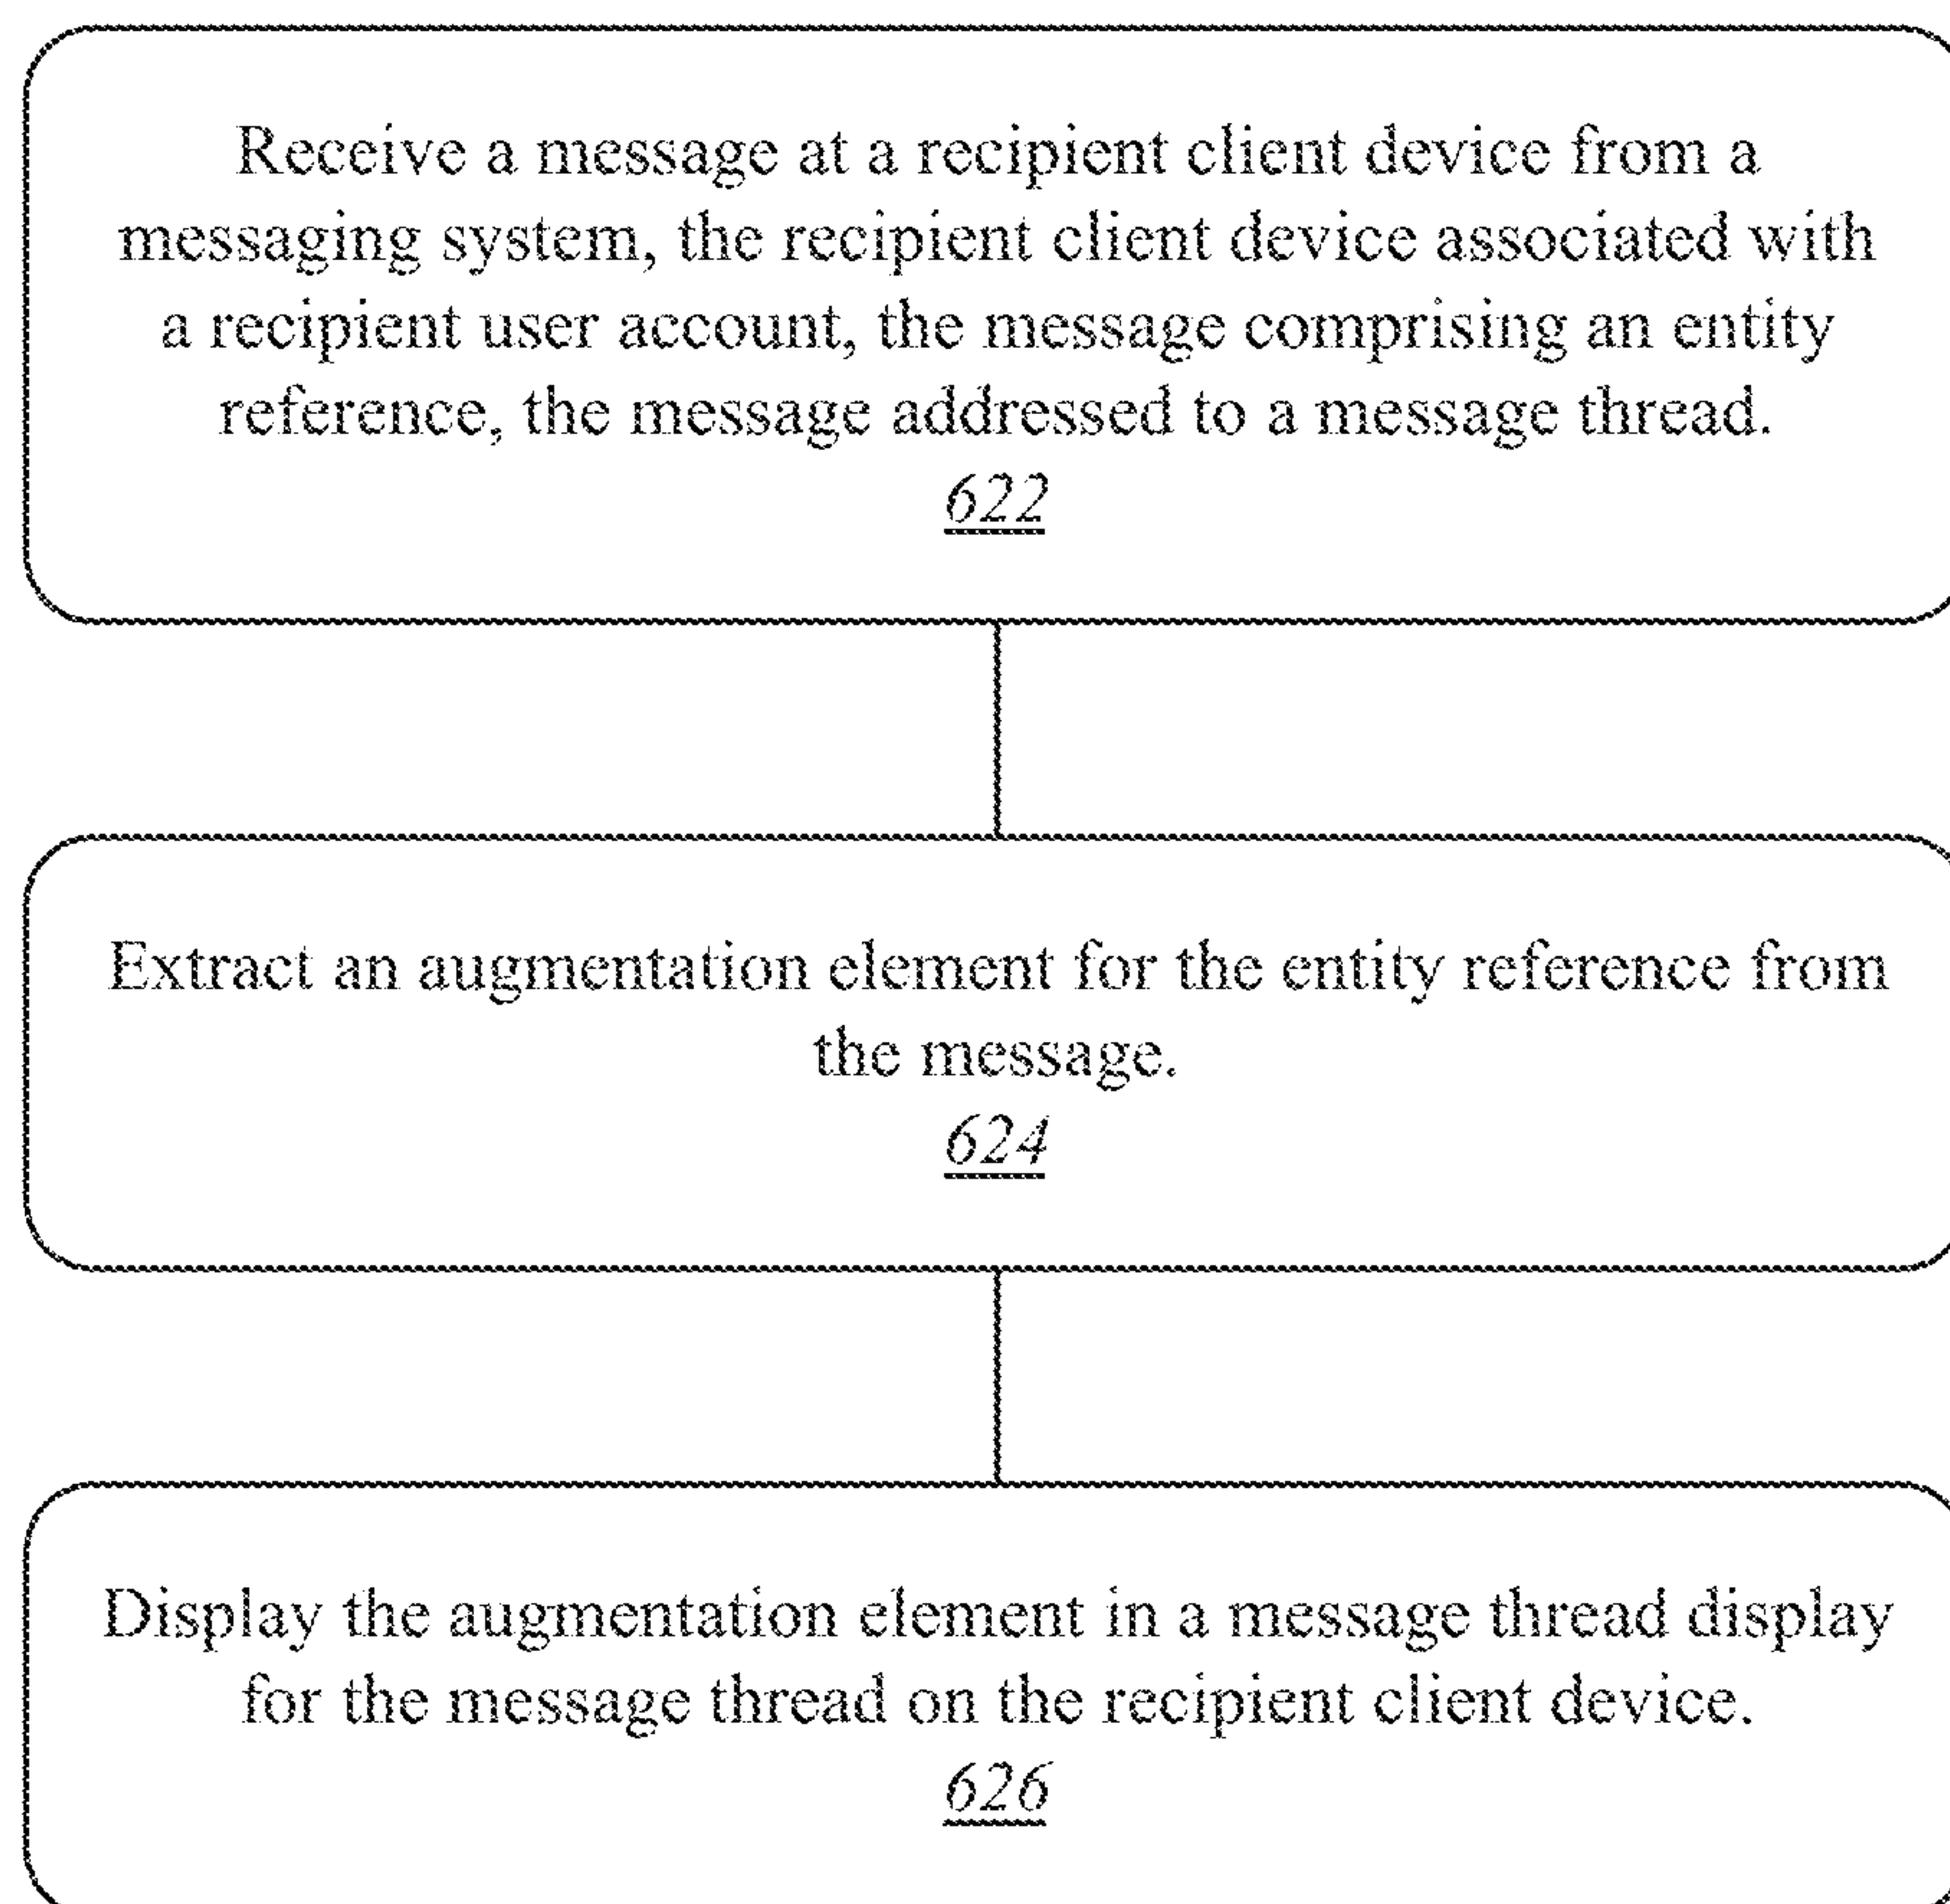 Receive a message at a recipient client device from a
messaging system, the recipient client device associated with
a recipient user account, the message comprising an entity
reference, the message addressed to a message thread.
622
Extract an augmentation element for the entity reference from
the message.
624
Display the augmentation element in a message thread display
for the message thread on the recipient client device.
626